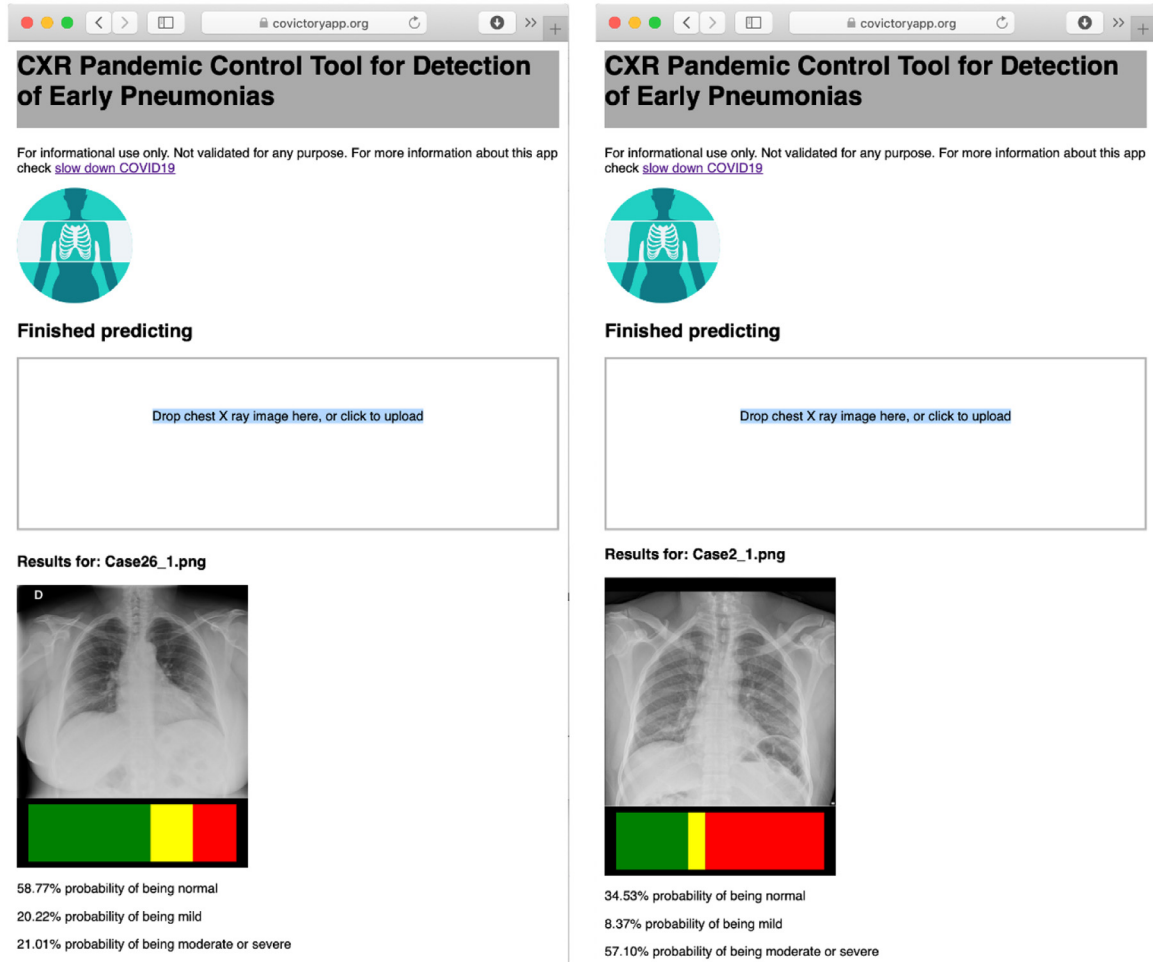 covictoryapp.org
CXR Pandemic Control Tool for Detection
of Early Pneumonias
For informational use only. Not validated for any purpose. For more information about this app
check slow down COVID19
Finished predicting
Drop chest X ray image here, or click to upload
Results for: Case26_1.png
D
58.77% probability of being normal
20.22% probability of being mild
21.01% probability of being moderate or severe
covictoryapp.org
CXR Pandemic Control Tool for Detection
of Early Pneumonias
For informational use only. Not validated for any purpose. For more information about this app
check slow down COVID19
Finished predicting
Drop chest X ray image here, or click to upload
Results for: Case2_1.png
34.53% probability of being normal
8.37% probability of being mild
57.10% probability of being moderate or severe